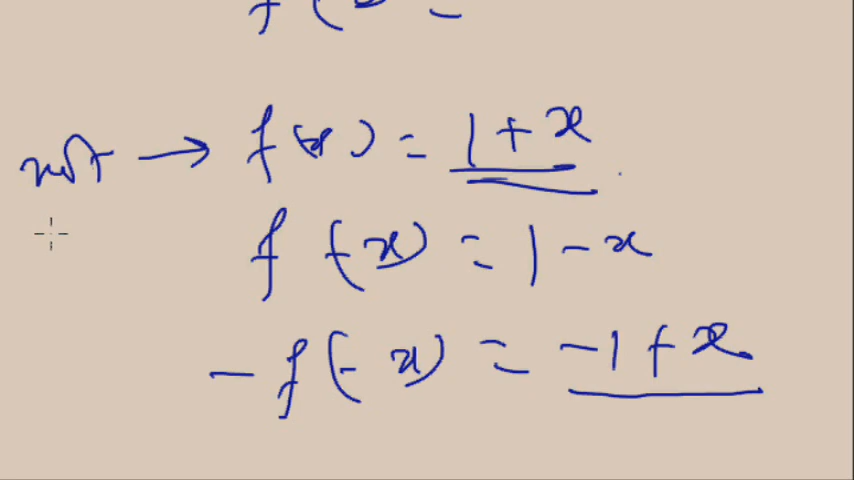 not → f(x) = 1 + x
f(-x) = 1 - x
- f(-x) = -1 + x